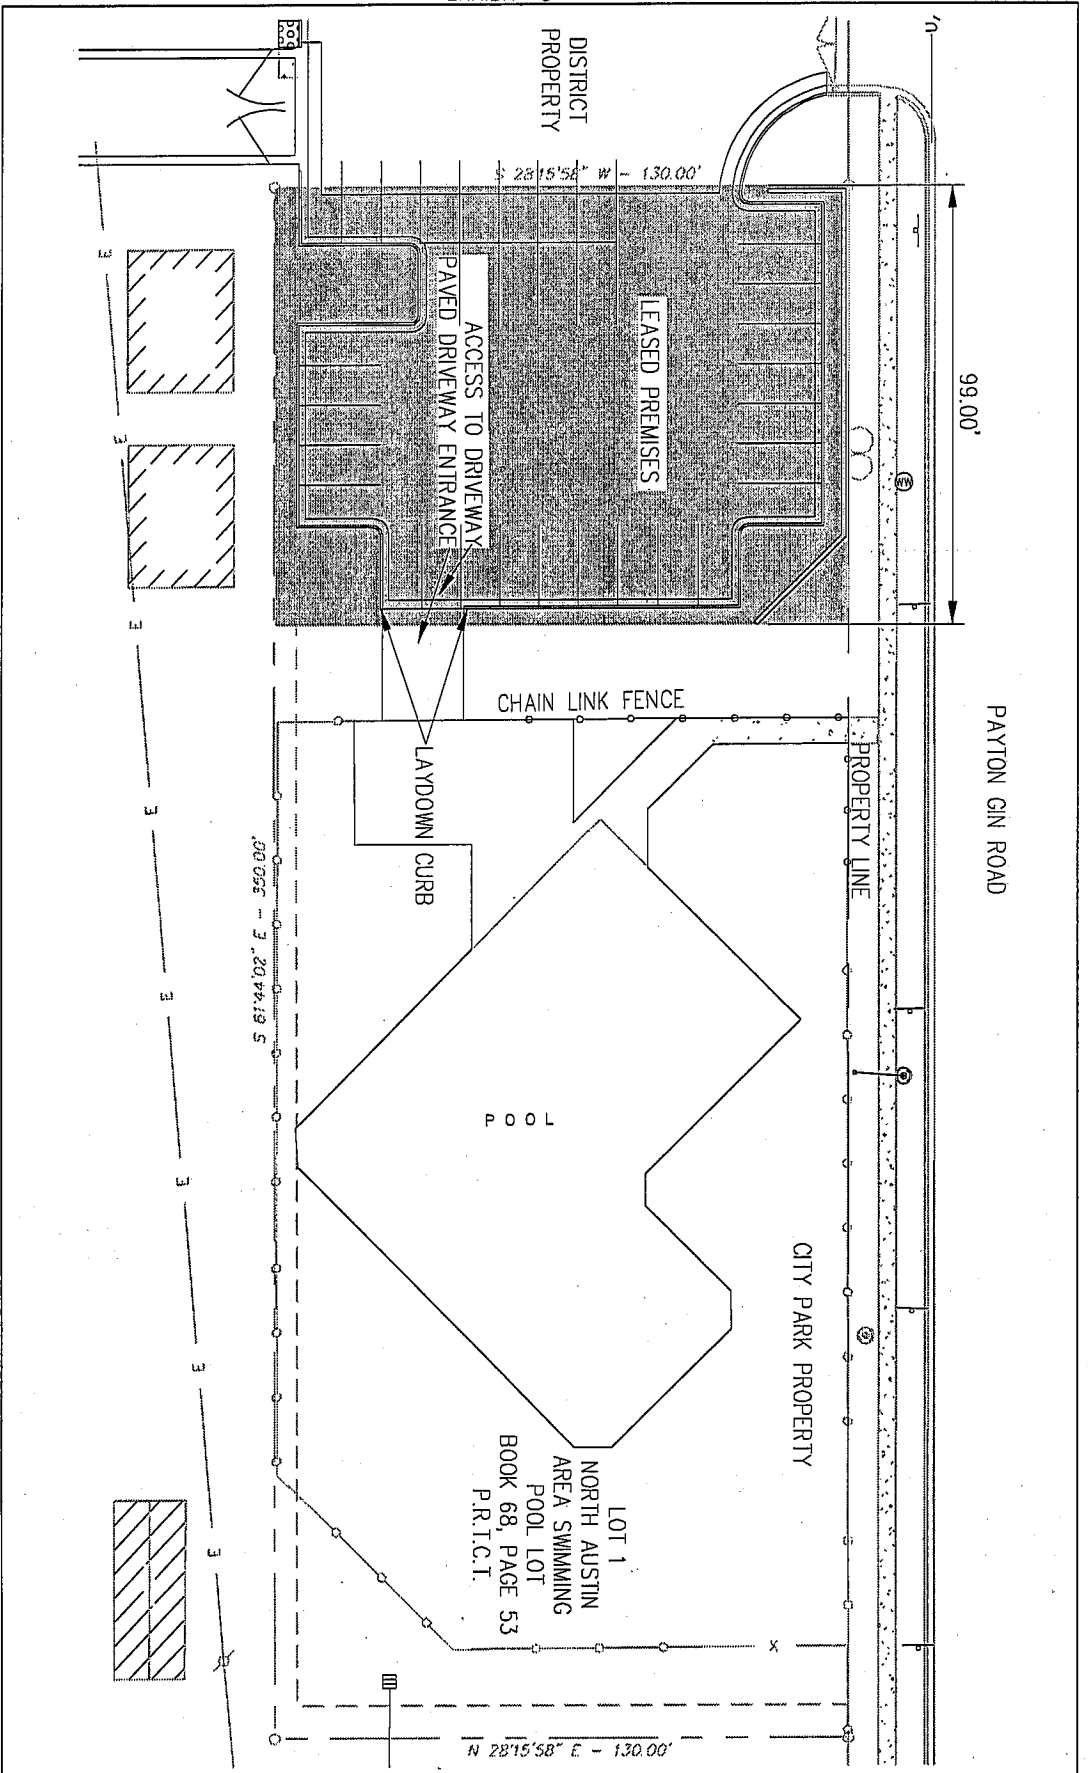 DISTRICT
PROPERTY
S 28°15'58" W - 130.00'
99.00'
LEASED PREMISES
ACCESS TO DRIVEWAY
PAVED DRIVEWAY ENTRANCE
WW
PAYTON GIN ROAD
CHAIN LINK FENCE
PROPERTY LINE
LAYDOWN CURB
S 61°44'02" E - 350.00'
POOL
CITY PARK PROPERTY
LOT 1
NORTH AUSTIN
AREA SWIMMING
POOL LOT
BOOK 68, PAGE 53
P.R.T.C.T.
N 28°15'58" E - 130.00'
E
E
E
E
E
E
E
E
X